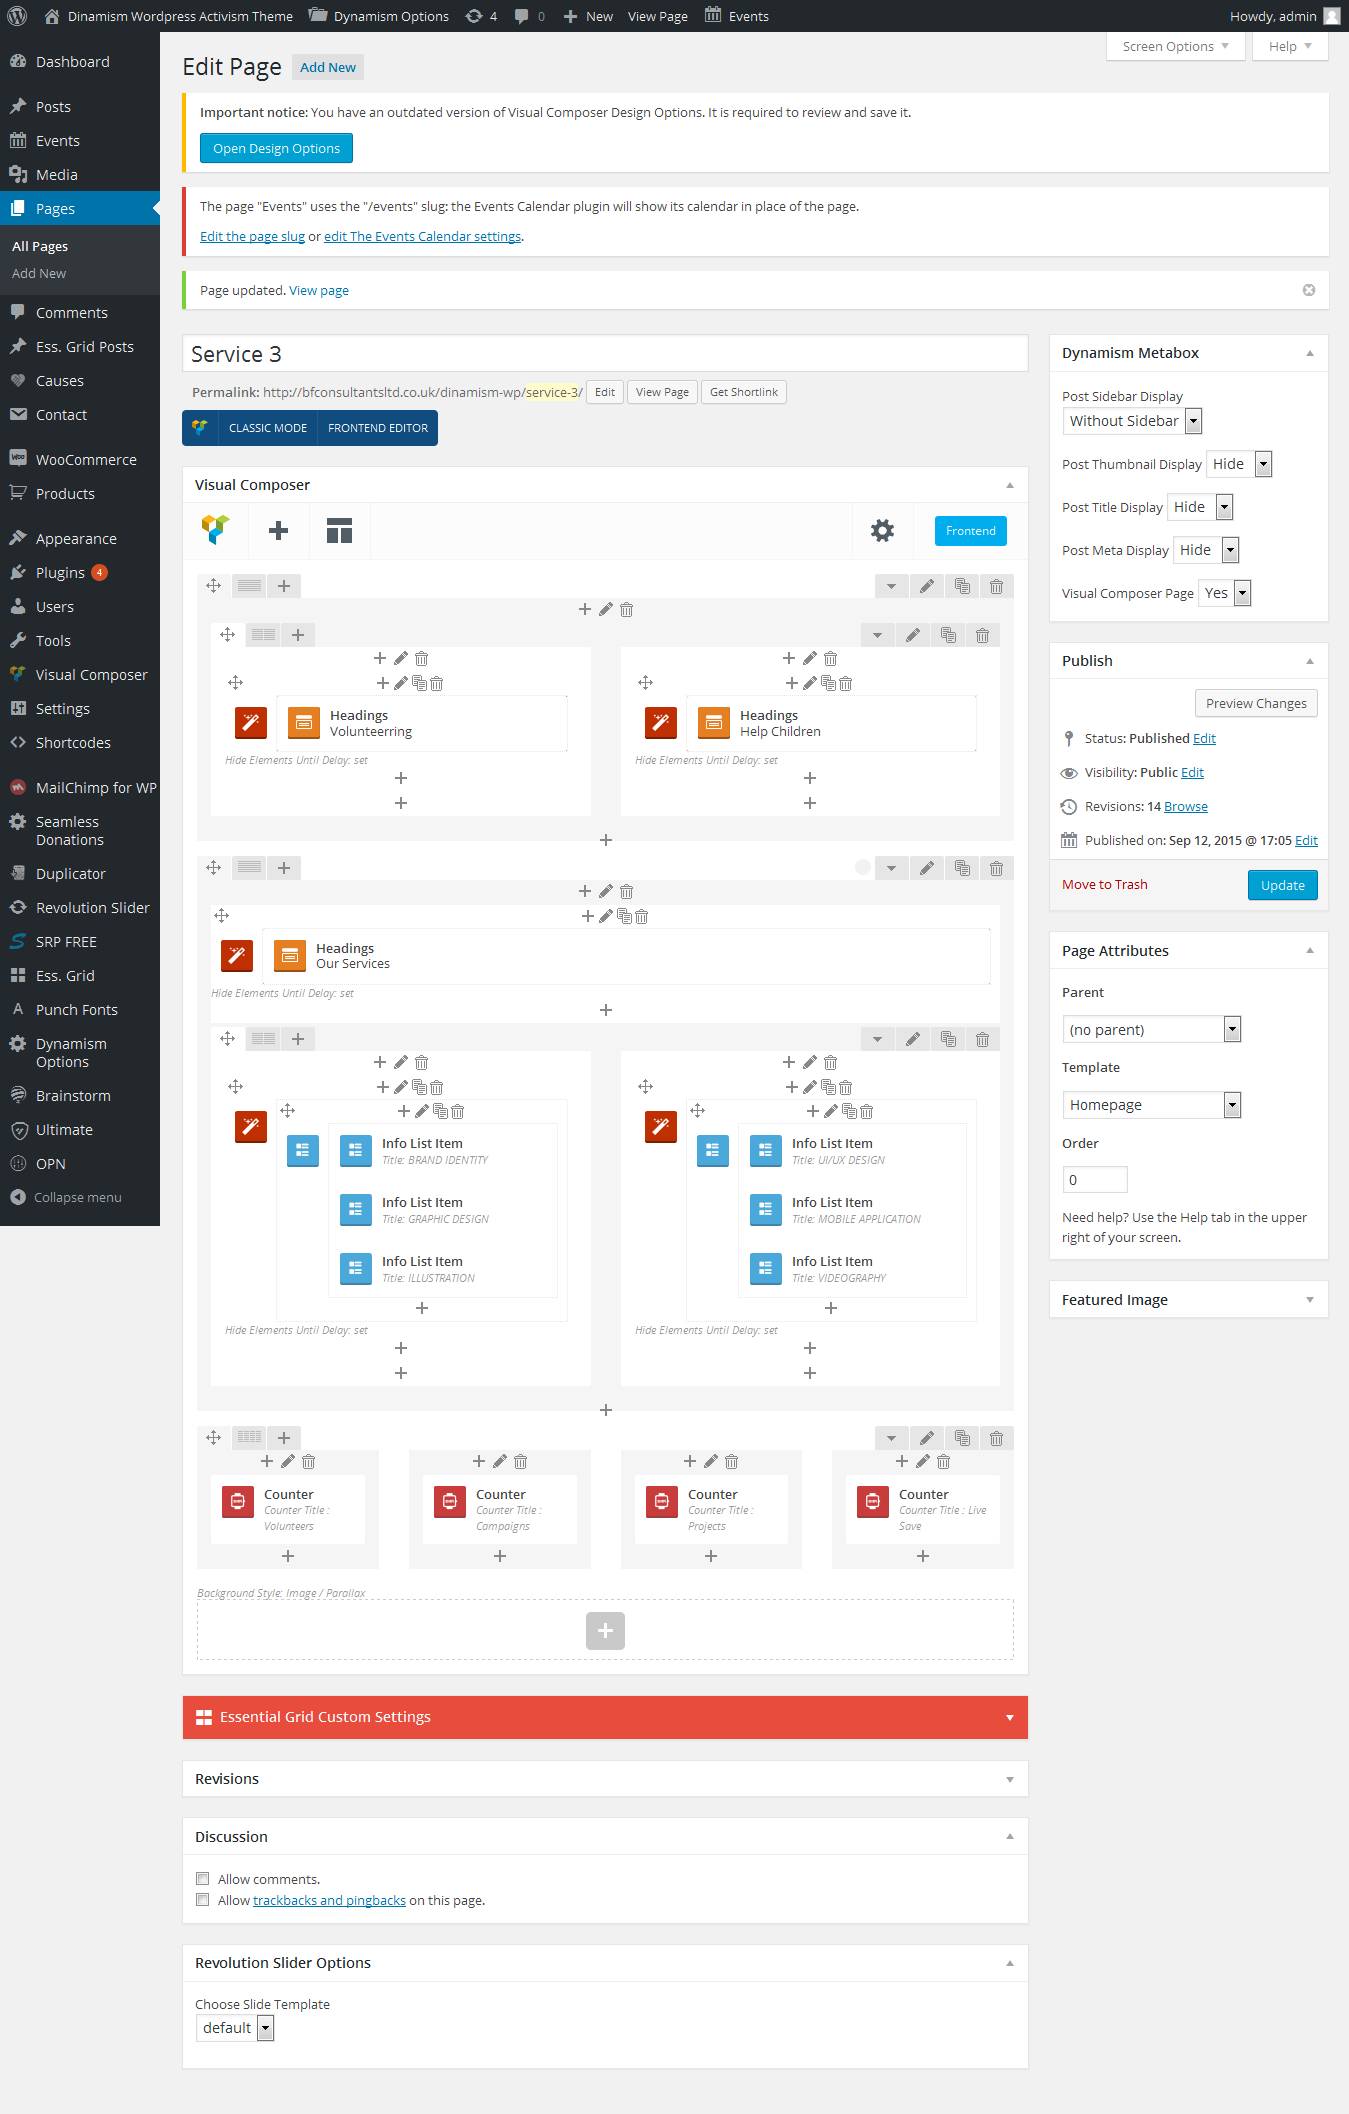 Dinamism Wordpress Activism Theme Dynamism Options 4 0 New View Page Events Howdy, admin
Screen Options Help
Dashboard
Posts
Events
Media
Pages
All Pages
Add New
Comments
Ess. Grid Posts
Causes
Contact
WooCommerce
Products
Appearance
Plugins 4
Users
Tools
Visual Composer
Settings
Shortcodes
MailChimp for WP
Seamless
Donations
Duplicator
Revolution Slider
SRP FREE
Ess. Grid
Punch Fonts
Dynamism
Options
Brainstorm
Ultimate
OPN
Collapse menu
Edit Page Add New
Important notice: You have an outdated version of Visual Composer Design Options. It is required to review and save it.
Open Design Options
The page "Events" uses the "/events" slug: the Events Calendar plugin will show its calendar in place of the page.
Edit the page slug or edit The Events Calendar settings.
Page updated. View page
Service 3
Permalink: http://bfconsultantsltd.co.uk/dinamism-wp/service-3/ Edit View Page Get Shortlink
CLASSIC MODE FRONTEND EDITOR
Visual Composer
Frontend
Headings
Volunteerring
Hide Elements Until Delay: set
Headings
Help Children
Hide Elements Until Delay: set
Headings
Our Services
Hide Elements Until Delay: set
Info List Item
Title: BRAND IDENTITY
Info List Item
Title: GRAPHIC DESIGN
Info List Item
Title: ILLUSTRATION
Hide Elements Until Delay: set
Info List Item
Title: UI/UX DESIGN
Info List Item
Title: MOBILE APPLICATION
Info List Item
Title: VIDEOGRAPHY
Hide Elements Until Delay: set
Counter
Counter Title :
Volunteers
Counter
Counter Title :
Campaigns
Counter
Counter Title :
Projects
Counter
Counter Title : Live
Save
Background Style: Image / Parallax
Essential Grid Custom Settings
Revisions
Discussion
Allow comments.
Allow trackbacks and pingbacks on this page.
Revolution Slider Options
Choose Slide Template
default
Dynamism Metabox
Post Sidebar Display
Without Sidebar
Post Thumbnail Display Hide
Post Title Display Hide
Post Meta Display Hide
Visual Composer Page Yes
Publish
Preview Changes
Status: Published Edit
Visibility: Public Edit
Revisions: 14 Browse
Published on: Sep 12, 2015 @ 17:05 Edit
Move to Trash Update
Page Attributes
Parent
(no parent)
Template
Homepage
Order
0
Need help? Use the Help tab in the upper
right of your screen.
Featured Image